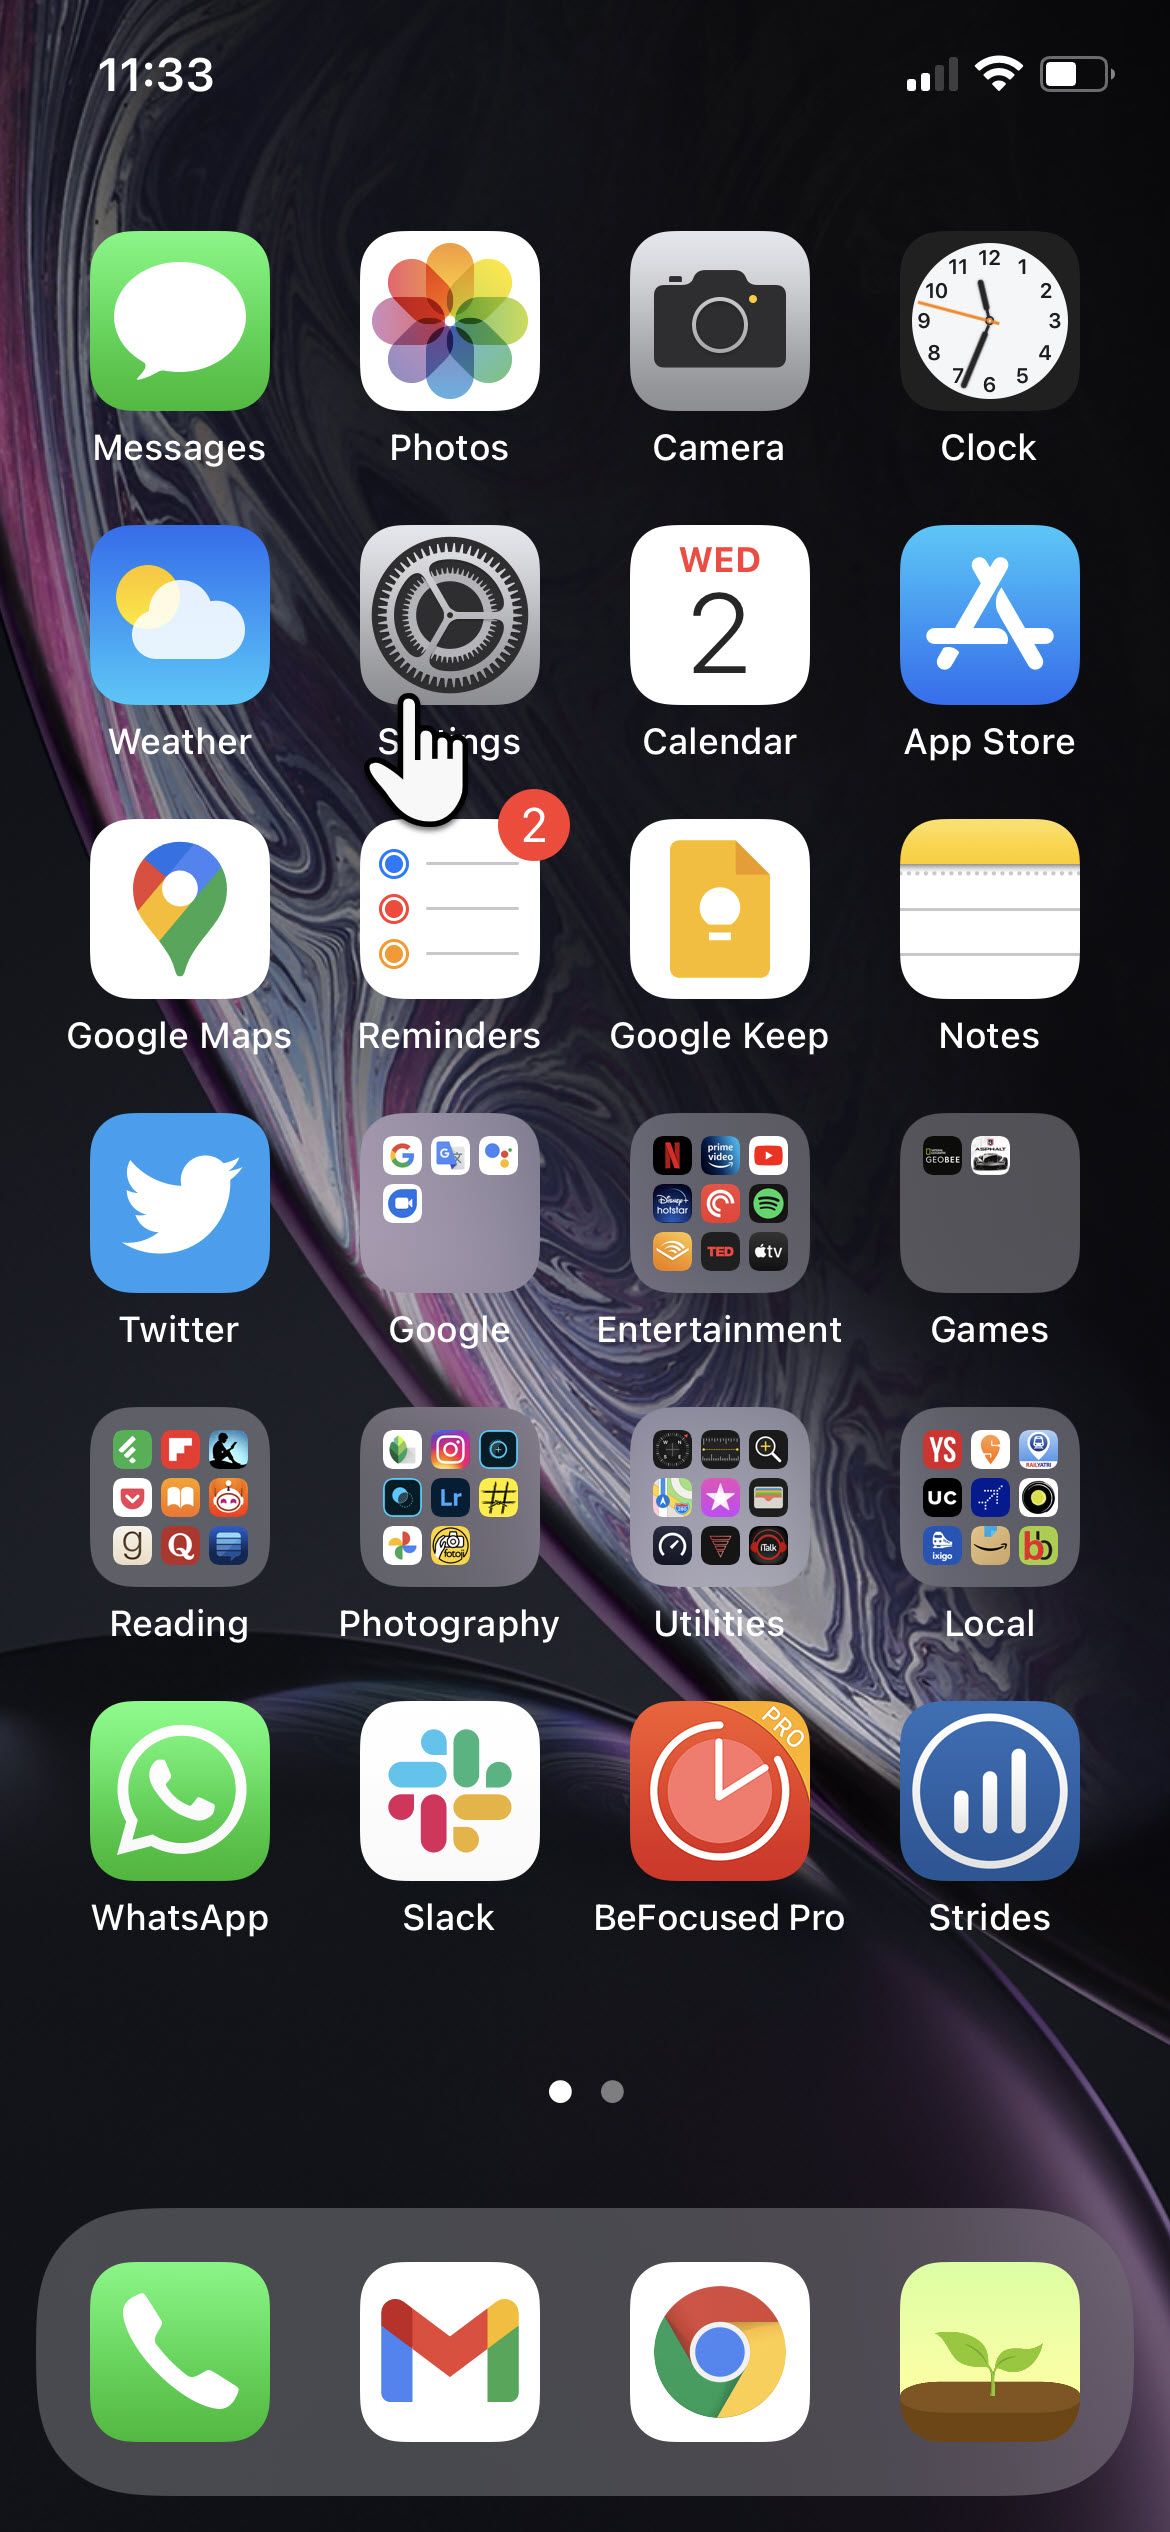 11:33
12
11
1
10
2
9
3
8
4
7
6
5
Messages
Photos
Camera
Clock
WED
2
Weather
Calendar
App Store
2
Google Maps
Reminders
Google Keep
Notes
prime video
GEOBEE
ASPHALT
Disney+ hotstar
TED
tv
Twitter
Google
Entertainment
Games
YS
RAILYATRI
Lr
UC
g
Q
fotoji
iTalk
ixigo
bb
Reading
Photography
Utilities
Local
PRO
WhatsApp
Slack
BeFocused Pro
Strides